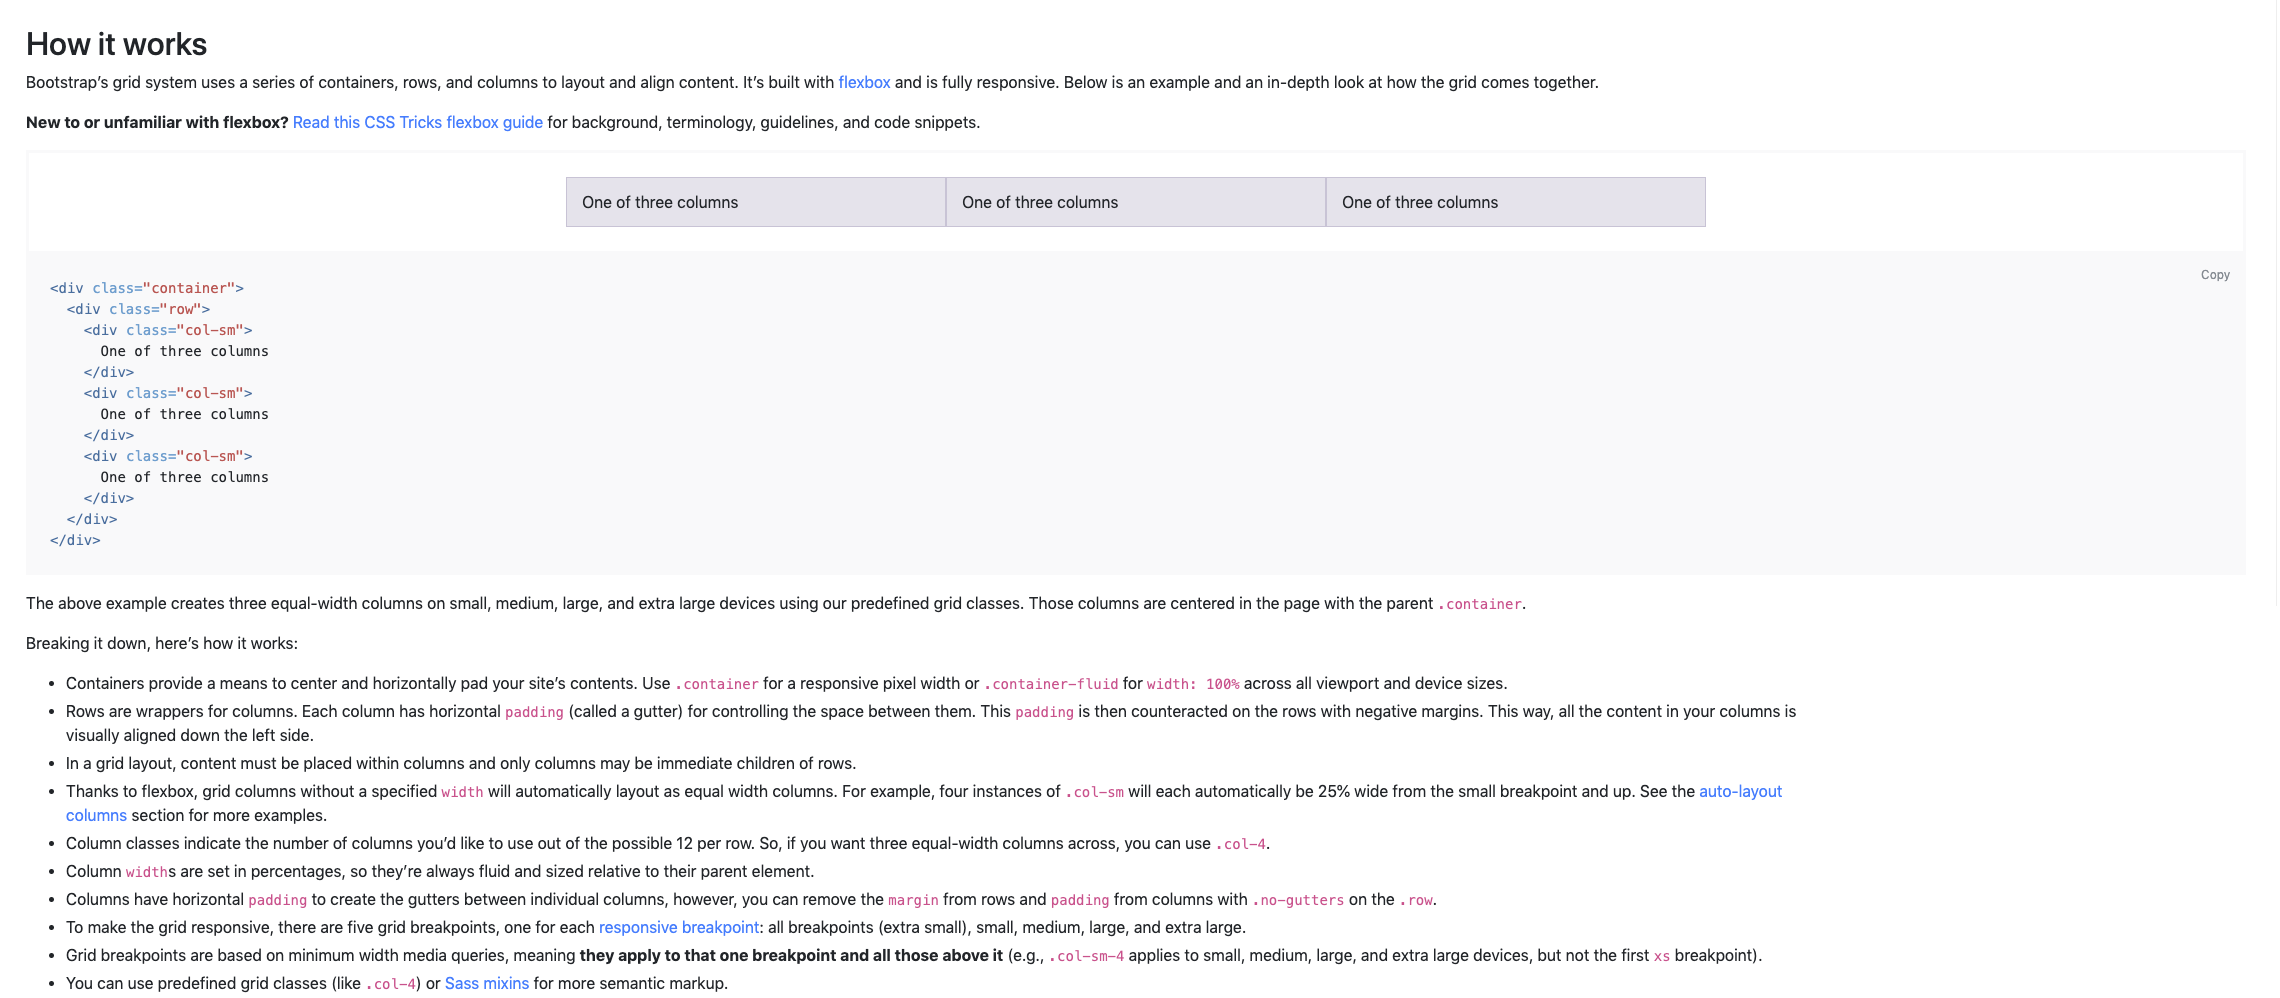 How it works
Bootstrap’s grid system uses a series of containers, rows, and columns to layout and align content. It’s built with flexbox and is fully responsive. Below is an example and an in-depth look at how the grid comes together.
New to or unfamiliar with flexbox? Read this CSS Tricks flexbox guide for background, terminology, guidelines, and code snippets.
One of three columns One of three columns One of three columns
Copy
<div class="container">
  <div class="row">
    <div class="col-sm">
      One of three columns
    </div>
    <div class="col-sm">
      One of three columns
    </div>
    <div class="col-sm">
      One of three columns
    </div>
  </div>
</div>
The above example creates three equal-width columns on small, medium, large, and extra large devices using our predefined grid classes. Those columns are centered in the page with the parent .container.
Breaking it down, here’s how it works:
• Containers provide a means to center and horizontally pad your site’s contents. Use .container for a responsive pixel width or .container-fluid for width: 100% across all viewport and device sizes.
• Rows are wrappers for columns. Each column has horizontal padding (called a gutter) for controlling the space between them. This padding is then counteracted on the rows with negative margins. This way, all the content in your columns is
visually aligned down the left side.
• In a grid layout, content must be placed within columns and only columns may be immediate children of rows.
• Thanks to flexbox, grid columns without a specified width will automatically layout as equal width columns. For example, four instances of .col-sm will each automatically be 25% wide from the small breakpoint and up. See the auto-layout
columns section for more examples.
• Column classes indicate the number of columns you’d like to use out of the possible 12 per row. So, if you want three equal-width columns across, you can use .col-4.
• Column widths are set in percentages, so they’re always fluid and sized relative to their parent element.
• Columns have horizontal padding to create the gutters between individual columns, however, you can remove the margin from rows and padding from columns with .no-gutters on the .row.
• To make the grid responsive, there are five grid breakpoints, one for each responsive breakpoint: all breakpoints (extra small), small, medium, large, and extra large.
• Grid breakpoints are based on minimum width media queries, meaning they apply to that one breakpoint and all those above it (e.g., .col-sm-4 applies to small, medium, large, and extra large devices, but not the first xs breakpoint).
• You can use predefined grid classes (like .col-4) or Sass mixins for more semantic markup.